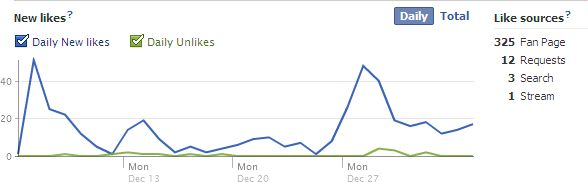 New likes?
Daily Total
Daily New likes Daily Unlikes
40
20
0
Mon Mon Mon
Dec 13 Dec 20 Dec 27
Like sources?
325 Fan Page
12 Requests
3 Search
1 Stream